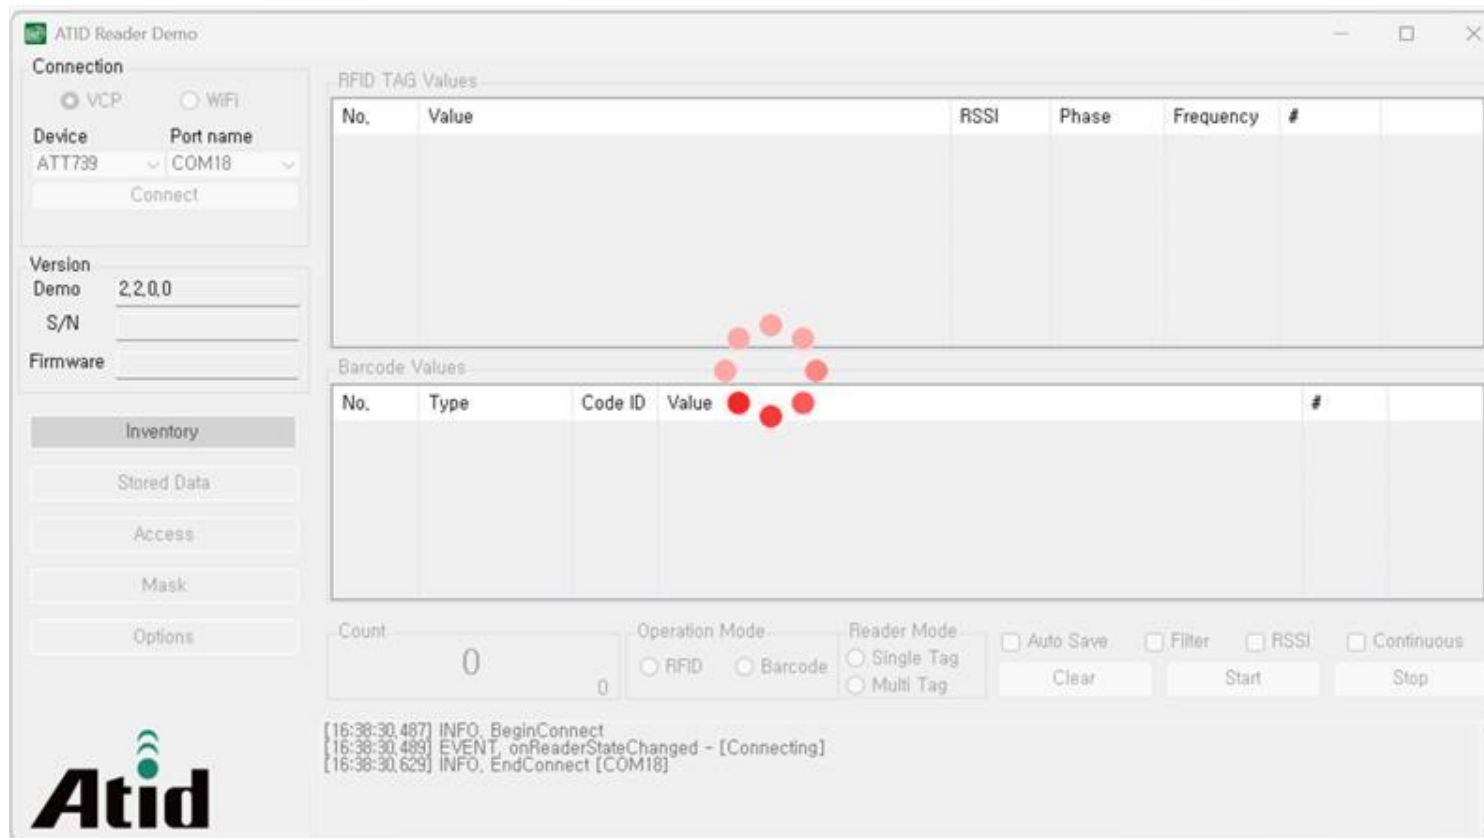 ATID Reader Demo
Connection
VCP WiFi
Device Port name
ATT739 COM18
Connect
Version
Demo 2,2,0,0
S/N
Firmware
Inventory
Stored Data
Access
Mask
Options
Atid
RFID TAG Values
No, Value RSSI Phase Frequency #
Barcode Values
No, Type Code ID Value #
Count
0
0
Operation Mode
RFID Barcode
Reader Mode
Single Tag
Multi Tag
Auto Save Filter RSSI Continuous
Clear Start Stop
[16:38:30,487] INFO, BeginConnect
[16:38:30,489] EVENT, onReaderStateChanged - [Connecting]
[16:38:30,629] INFO, EndConnect [COM18]